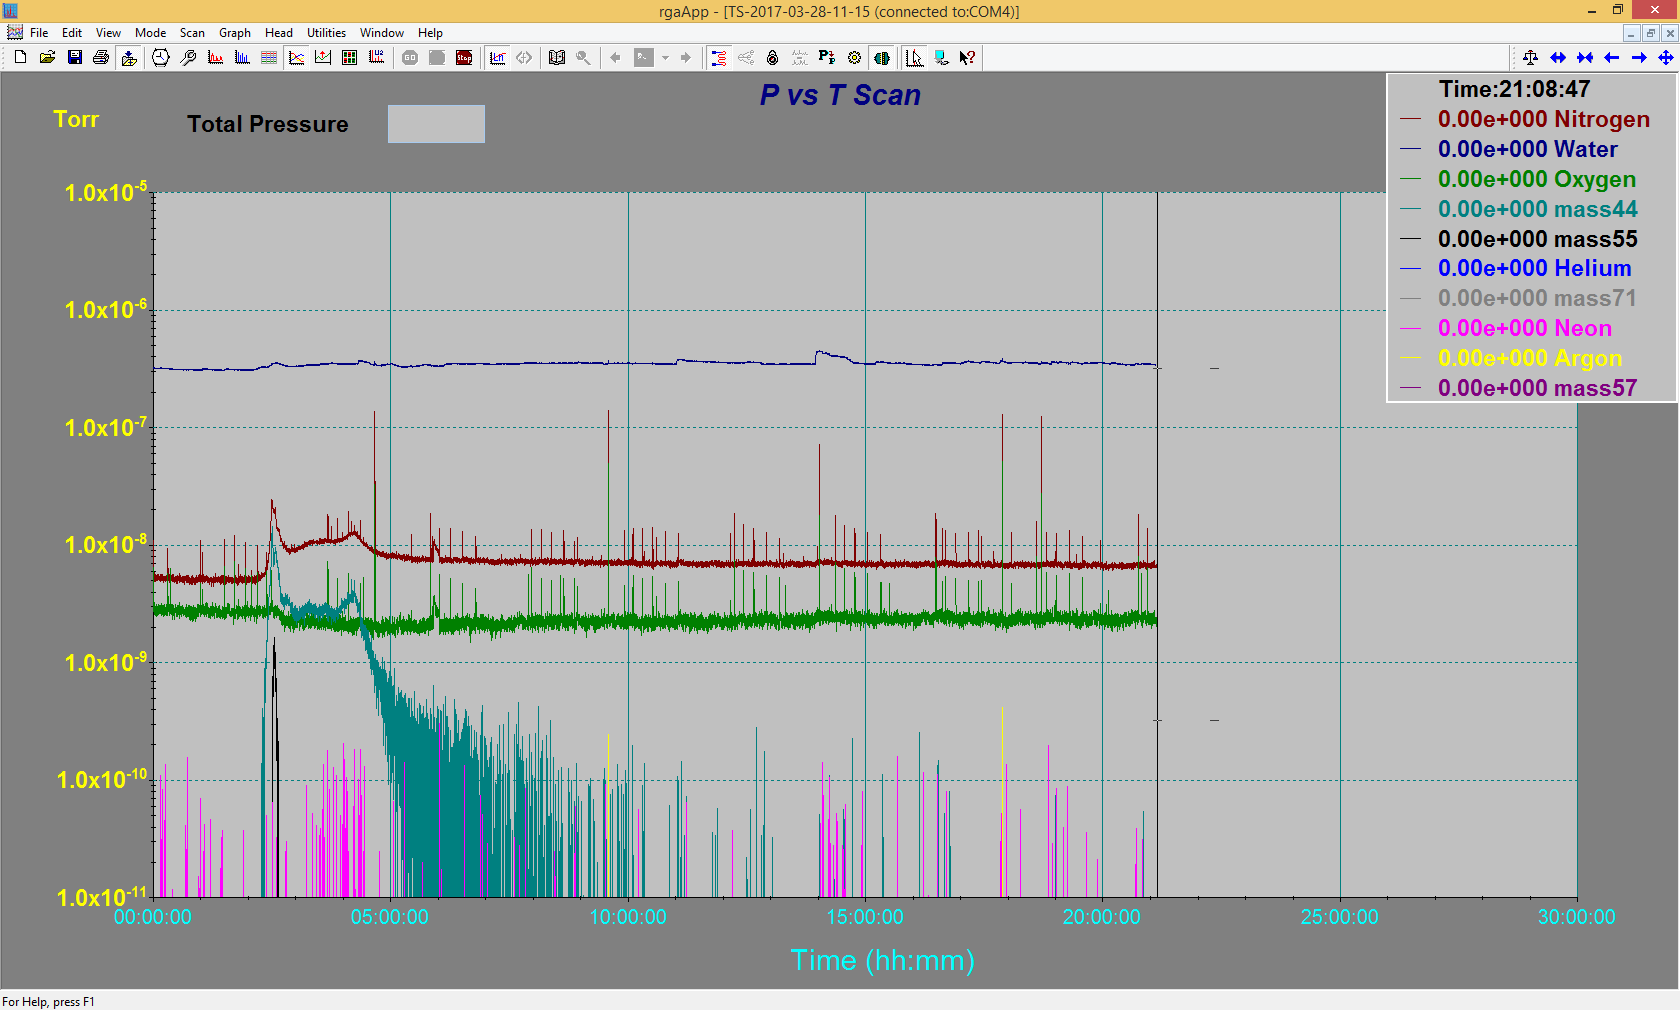 rgaApp - [TS-2017-03-28-11-15 (connected to:COM4)]
File Edit View Mode Scan Graph Head Utilities Window Help
P vs T Scan
Torr
Total Pressure
Time:21:08:47
0.00e+000 Nitrogen
0.00e+000 Water
0.00e+000 Oxygen
0.00e+000 mass44
0.00e+000 mass55
0.00e+000 Helium
0.00e+000 mass71
0.00e+000 Neon
0.00e+000 Argon
0.00e+000 mass57
1.0x10-5
1.0x10-6
1.0x10-7
1.0x10-8
1.0x10-9
1.0x10-10
1.0x10-11
00:00:00 05:00:00 10:00:00 15:00:00 20:00:00 25:00:00 30:00:00
Time (hh:mm)
For Help, press F1